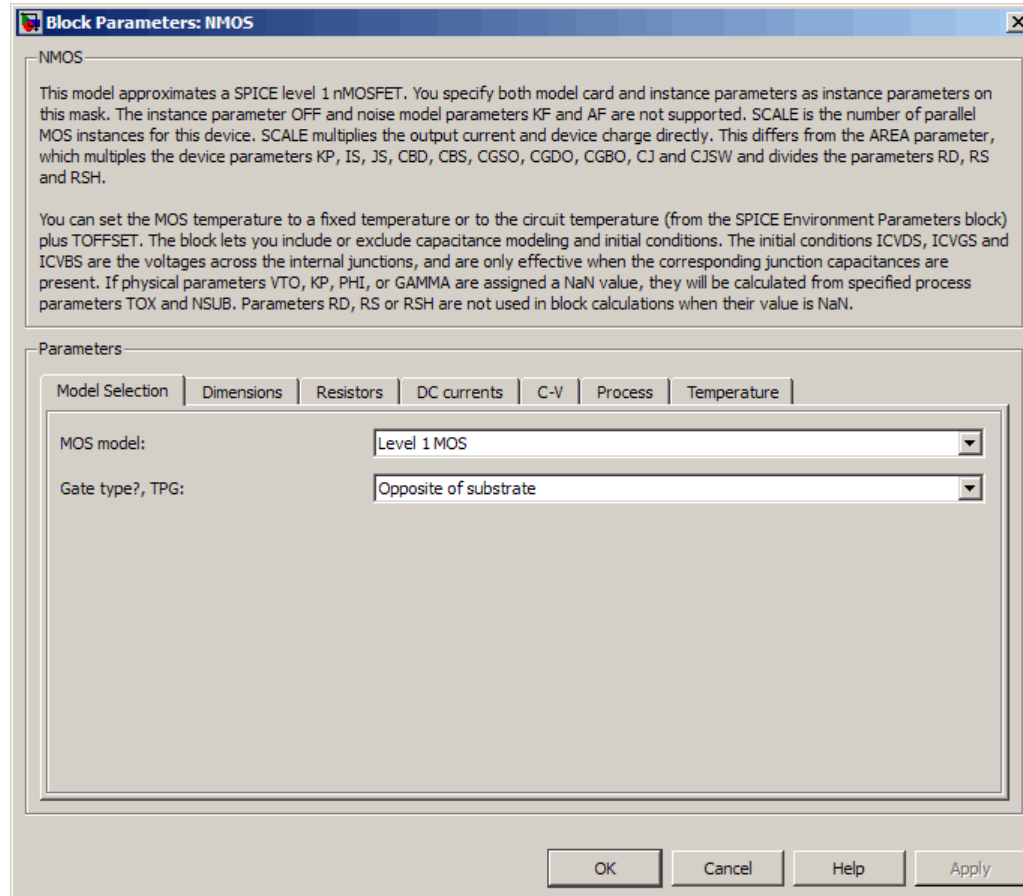 Block Parameters: NMOS
NMOS
This model approximates a SPICE level 1 nMOSFET. You specify both model card and instance parameters as instance parameters on
this mask. The instance parameter OFF and noise model parameters KF and AF are not supported. SCALE is the number of parallel
MOS instances for this device. SCALE multiplies the output current and device charge directly. This differs from the AREA parameter,
which multiples the device parameters KP, IS, JS, CBD, CBS, CGSO, CGDO, CGBO, CJ and CJSW and divides the parameters RD, RS
and RSH.
You can set the MOS temperature to a fixed temperature or to the circuit temperature (from the SPICE Environment Parameters block)
plus TOFFSET. The block lets you include or exclude capacitance modeling and initial conditions. The initial conditions ICVDS, ICVGS and
ICVBS are the voltages across the internal junctions, and are only effective when the corresponding junction capacitances are
present. If physical parameters VTO, KP, PHI, or GAMMA are assigned a NaN value, they will be calculated from specified process
parameters TOX and NSUB. Parameters RD, RS or RSH are not used in block calculations when their value is NaN.
Parameters
Model Selection Dimensions Resistors DC currents C-V Process Temperature
MOS model: Level 1 MOS
Gate type?, TPG: Opposite of substrate
OK Cancel Help Apply